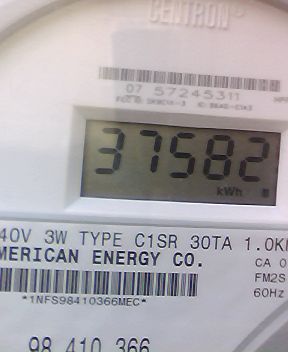 CENTRON®
07 57245311
37582
kWh
40V 3W TYPE C1SR 30TA 1.0K
MERICAN ENERGY CO.
CA 0
FM2S
60Hz
*1NFS98410366MEC*
98 410 366